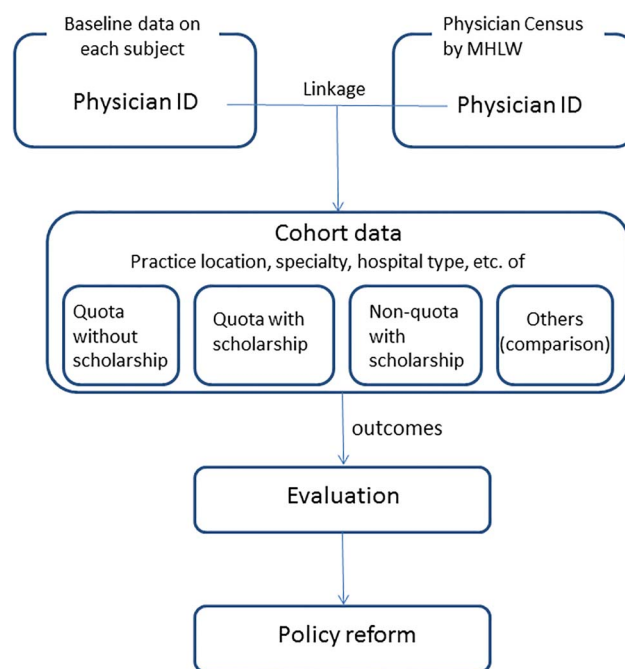 Baseline data on
each subject
Physician ID
Linkage
Physician Census
by MHLW
Physician ID
Cohort data
Practice location, specialty, hospital type, etc. of
Quota
without
scholarship
Quota with
scholarship
Non-quota
with
scholarship
Others
(comparison)
outcomes
Evaluation
Policy reform